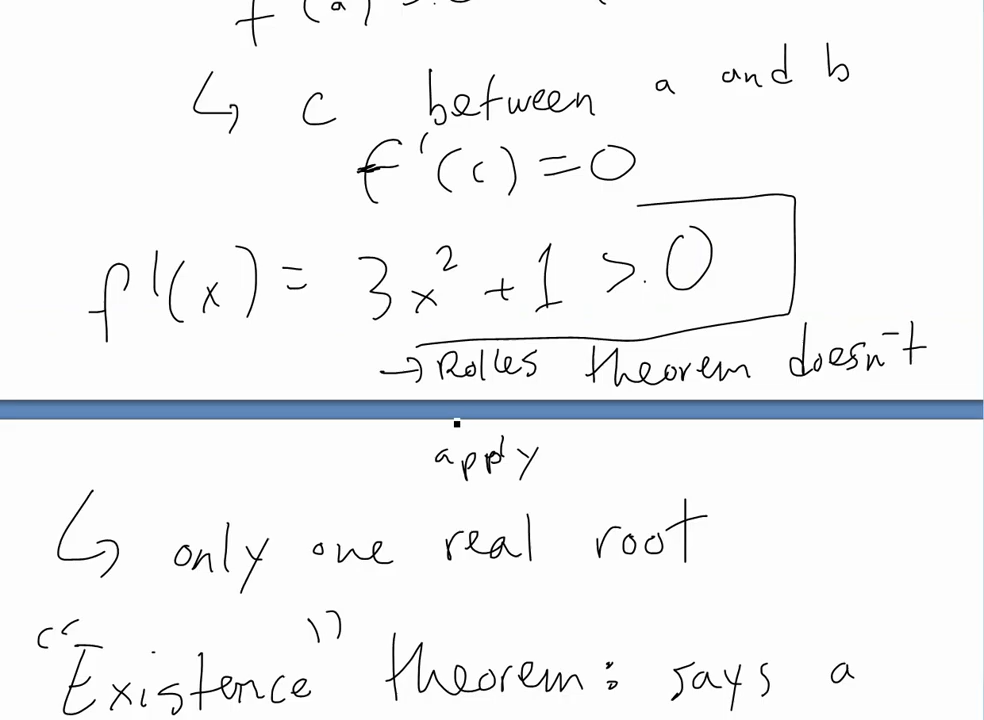 f(a)
↳ c between a and b
f'(c) = 0
f'(x) = 3x² + 1 > 0
→ Rolles theorem doesn't
apply
↳ only one real root
"Existence" theorem: says a